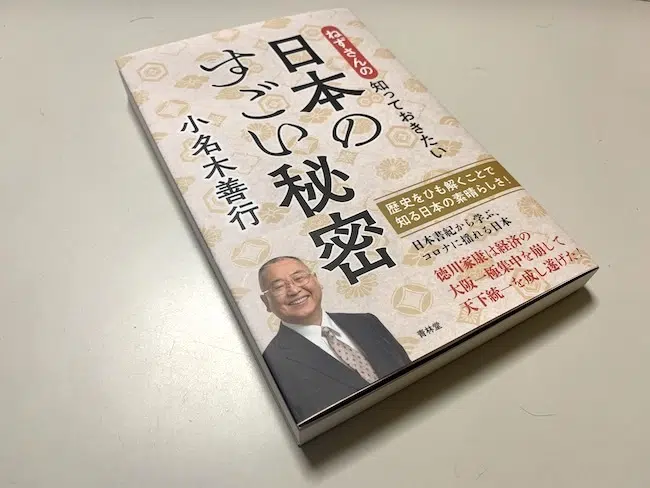 ねずさんの
知っておきたい
日本の
すごい秘密
小名木善行
歴史をひも解くことで
知る日本の素晴らしさ!
日本書紀から学ぶ、
コロナに揺れる日本
徳川家康は経済の
大阪一極集中を崩して
天下統一を成し遂げた!
青林堂